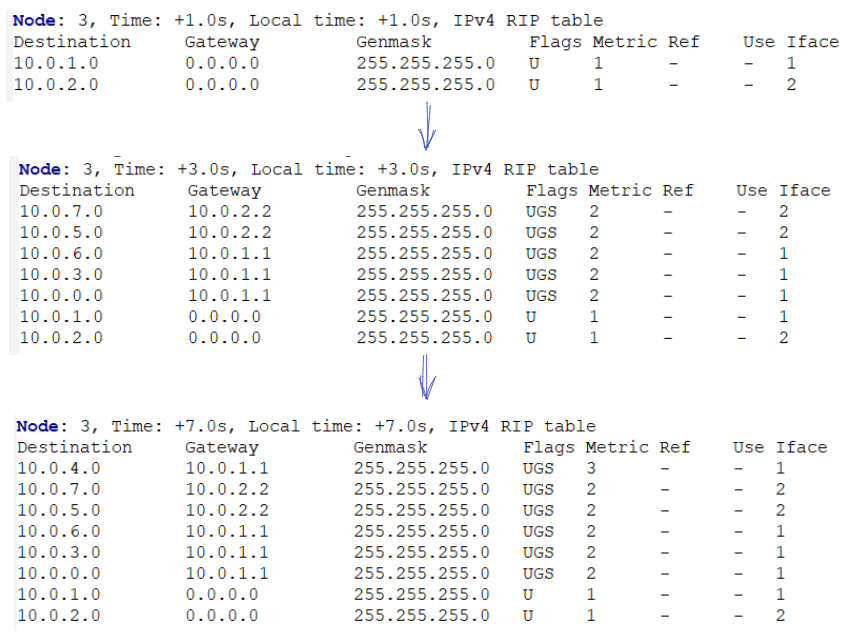 Node: 3, Time: +1.0s, Local time: +1.0s, IPv4 RIP table
Destination Gateway Genmask Flags Metric Ref Use Iface
10.0.1.0 0.0.0.0 255.255.255.0 U 1 - - 1
10.0.2.0 0.0.0.0 255.255.255.0 U 1 - - 2
Node: 3, Time: +3.0s, Local time: +3.0s, IPv4 RIP table
Destination Gateway Genmask Flags Metric Ref Use Iface
10.0.7.0 10.0.2.2 255.255.255.0 UGS 2 - - 2
10.0.5.0 10.0.2.2 255.255.255.0 UGS 2 - - 2
10.0.6.0 10.0.1.1 255.255.255.0 UGS 2 - - 1
10.0.3.0 10.0.1.1 255.255.255.0 UGS 2 - - 1
10.0.0.0 10.0.1.1 255.255.255.0 UGS 2 - - 1
10.0.1.0 0.0.0.0 255.255.255.0 U 1 - - 1
10.0.2.0 0.0.0.0 255.255.255.0 U 1 - - 2
Node: 3, Time: +7.0s, Local time: +7.0s, IPv4 RIP table
Destination Gateway Genmask Flags Metric Ref Use Iface
10.0.4.0 10.0.1.1 255.255.255.0 UGS 3 - - 1
10.0.7.0 10.0.2.2 255.255.255.0 UGS 2 - - 2
10.0.5.0 10.0.2.2 255.255.255.0 UGS 2 - - 2
10.0.6.0 10.0.1.1 255.255.255.0 UGS 2 - - 1
10.0.3.0 10.0.1.1 255.255.255.0 UGS 2 - - 1
10.0.0.0 10.0.1.1 255.255.255.0 UGS 2 - - 1
10.0.1.0 0.0.0.0 255.255.255.0 U 1 - - 1
10.0.2.0 0.0.0.0 255.255.255.0 U 1 - - 2